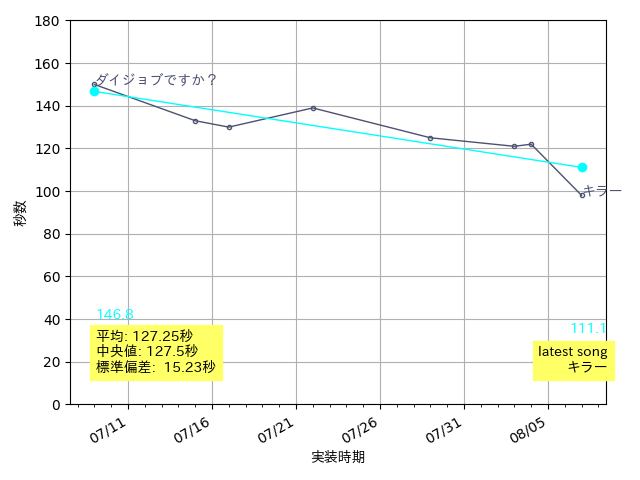 180
160
140
120
100
80
60
40
20
0
秒数
ダイジョブですか？
キラー
146.8
平均: 127.25秒
中央値: 127.5秒
標準偏差: 15.23秒
111.1
latest song
キラー
07/11
07/16
07/21
07/26
07/31
08/05
実装時期